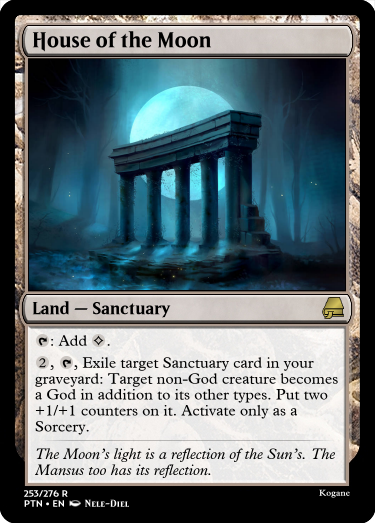 House of the Moon
Land — Sanctuary
: Add .
2, , Exile target Sanctuary card in your
graveyard: Target non-God creature becomes
a God in addition to its other types. Put two
+1/+1 counters on it. Activate only as a
Sorcery.
The Moon's light is a reflection of the Sun's. The
Mansus too has its reflection.
253/276 R
Kogane
PTN • EN Nele-Diel